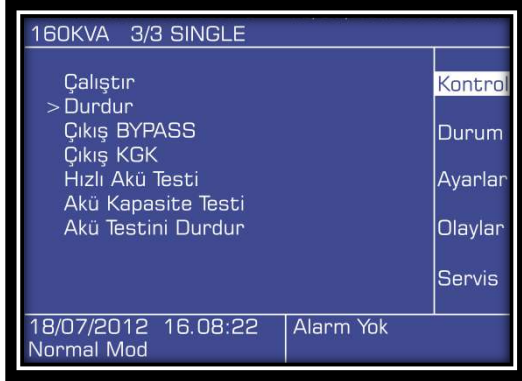 160KVA 3/3 SINGLE
Çalıştır
>Durdur
Çıkış BYPASS
Çıkış KGK
Hızlı Akü Testi
Akü Kapasite Testi
Akü Testini Durdur
Kontrol
Durum
Ayarlar
Olaylar
Servis
18/07/2012 16.08:22
Normal Mod
Alarm Yok